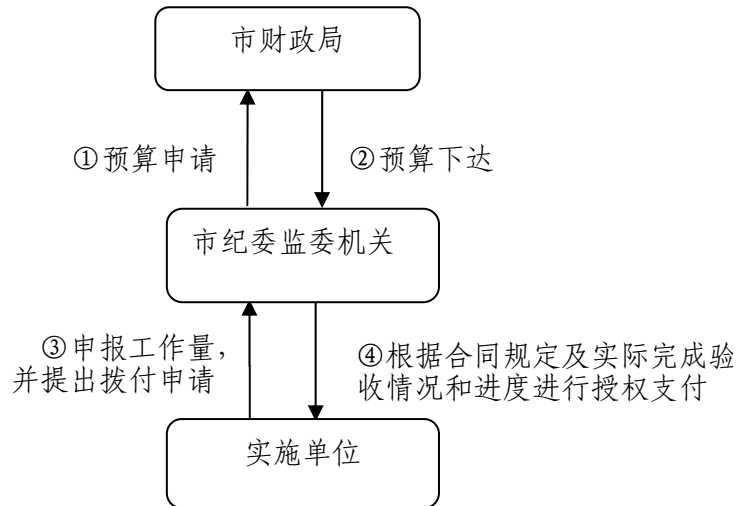 市财政局
①预算申请
②预算下达
市纪委监委机关
③申报工作量，
并提出拨付申请
④根据合同规定及实际完成验
收情况和进度进行授权支付
实施单位